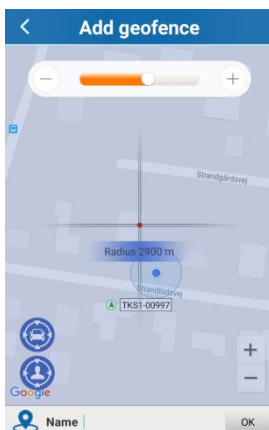 Add geofence
Strandgårdsvej
Radius 2900 m
Strandlodsvej
TKS1-00997
Google
Name
OK